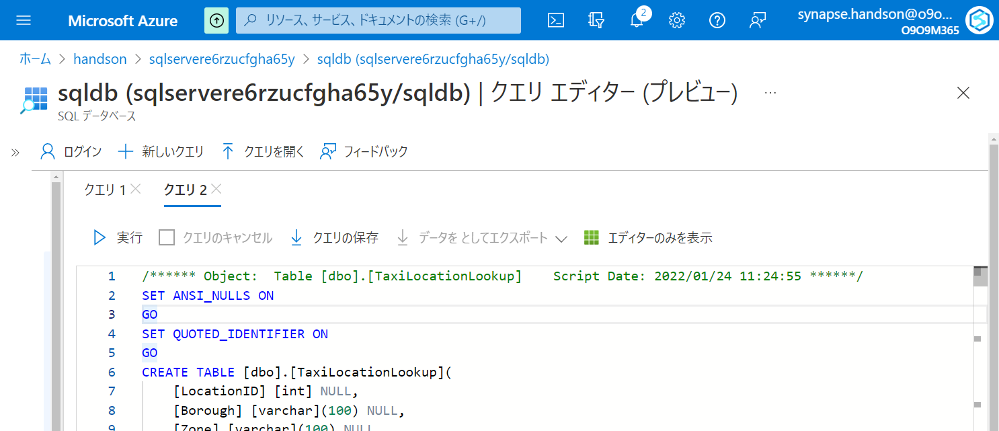 Microsoft Azure
リソース、サービス、ドキュメントの検索 (G+/)
2
synapse.handson@o9o...
O9O9M365
ホーム > handson > sqlservere6rzucfgha65y > sqldb (sqlservere6rzucfgha65y/sqldb)
sqldb (sqlservere6rzucfgha65y/sqldb) | クエリ エディター (プレビュー) ...
SQL データベース
ログイン 新しいクエリ クエリを開く フィードバック
クエリ 1 クエリ 2
実行 クエリのキャンセル クエリの保存 データを としてエクスポート エディターのみを表示
1 /****** Object:  Table [dbo].[TaxiLocationLookup]    Script Date: 2022/01/24 11:24:55 ******/
2 SET ANSI_NULLS ON
3 GO
4 SET QUOTED_IDENTIFIER ON
5 GO
6 CREATE TABLE [dbo].[TaxiLocationLookup](
7     [LocationID] [int] NULL,
8     [Borough] [varchar](100) NULL,
9     [Zone] [varchar](100) NULL